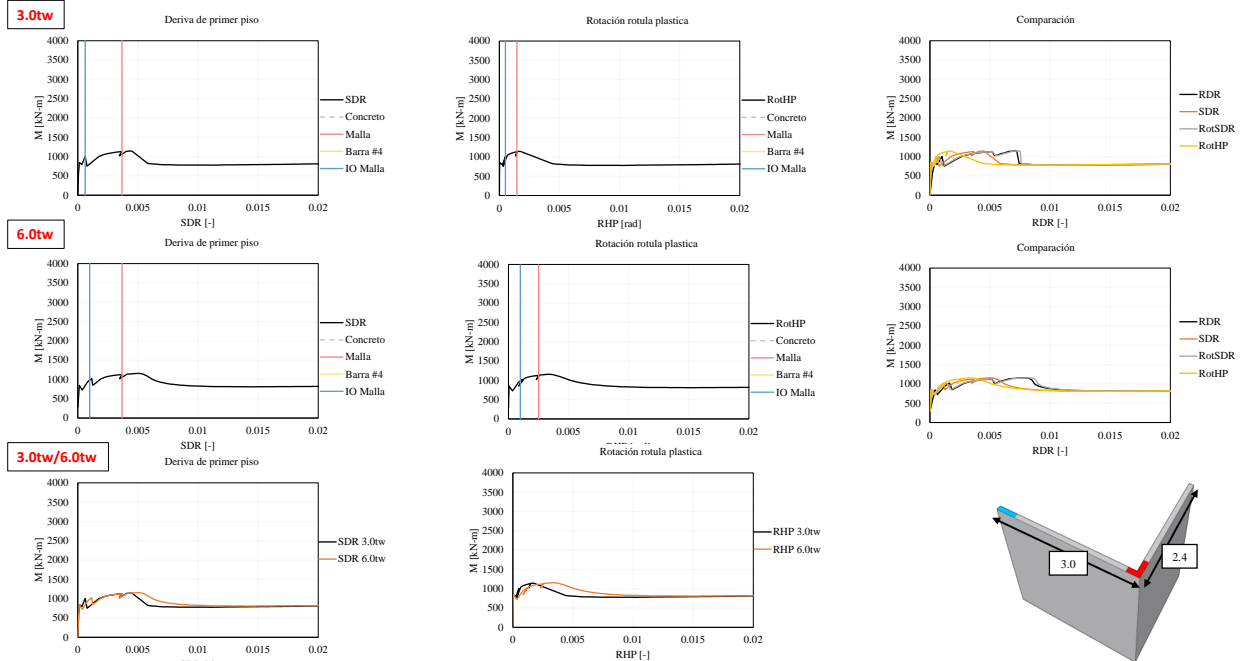 3.0tw
Deriva de primer piso
M [kN-m]
4000
3500
3000
2500
2000
1500
1000
500
0
0 0.005 0.01 0.015 0.02
SDR [-]
SDR
Concreto
Malla
Barra #4
IO Malla
Rotación rotula plastica
M [kN-m]
4000
3500
3000
2500
2000
1500
1000
500
0
0 0.005 0.01 0.015 0.02
RHP [rad]
RotHP
Concreto
Malla
Barra #4
IO Malla
Comparación
M [kN-m]
4000
3500
3000
2500
2000
1500
1000
500
0
0 0.005 0.01 0.015 0.02
RDR [-]
RDR
SDR
RotSDR
RotHP
6.0tw
Deriva de primer piso
M [kN-m]
4000
3500
3000
2500
2000
1500
1000
500
0
0 0.005 0.01 0.015 0.02
SDR [-]
SDR
Concreto
Malla
Barra #4
IO Malla
Rotación rotula plastica
M [kN-m]
4000
3500
3000
2500
2000
1500
1000
500
0
0 0.005 0.01 0.015 0.02
RotHP
Concreto
Malla
Barra #4
IO Malla
Comparación
M [kN-m]
4000
3500
3000
2500
2000
1500
1000
500
0
0 0.005 0.01 0.015 0.02
RDR [-]
RDR
SDR
RotSDR
RotHP
3.0tw/6.0tw
Deriva de primer piso
M [kN-m]
4000
3500
3000
2500
2000
1500
1000
500
0
0 0.005 0.01 0.015 0.02
SDR 3.0tw
SDR 6.0tw
Rotación rotula plastica
M [kN-m]
4000
3500
3000
2500
2000
1500
1000
500
0
0 0.005 0.01 0.015 0.02
RHP [-]
RHP 3.0tw
RHP 6.0tw
3.0
2.4